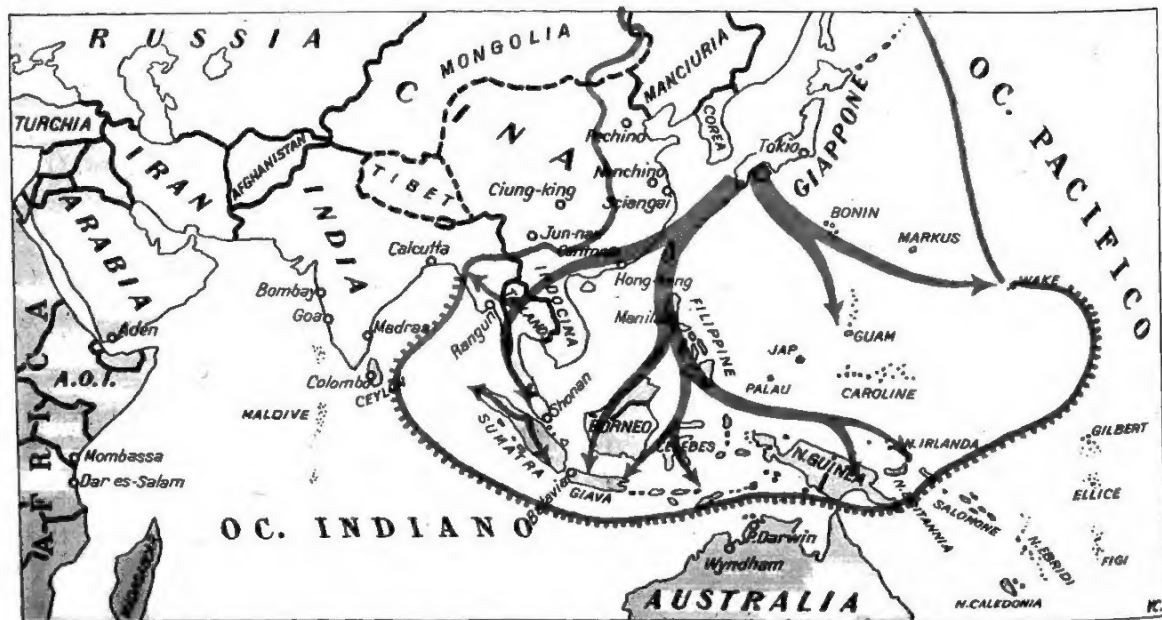 RUSSIA
MONGOLIA
MANCIURIA
OC. PACIFICO
TURCHIA
IRAN
AFGHANISTAN
C
NA
TIBET
Pechino
COREA
Tokio
GIAPPONE
Nanchino
Sciangai
Ciung-king
ARABIA
INDIA
Calcutta
Jun-nan
BONIN
MARKUS
WAKE
Bombay
Goa
Madras
Rangun
INDOCINA
Hong-kong
Manila
FILIPPINE
GUAM
Aden
A.O.I.
AFRICA
Colombo
CEYLON
JAP
PALAU
CAROLINE
MALDIVE
Shonan
SUMATRA
BORNEO
CELEBES
N. IRLANDA
GILBERT
Mombassa
Dar es-Salam
Batavia
GIAVA
N. GUINEA
N. BRITANNIA
SALOMONE
ELLICE
OC. INDIANO
Darwin
Wyndham
N. EBRIDI
FIGI
MADAGASCAR
AUSTRALIA
N. CALEDONIA